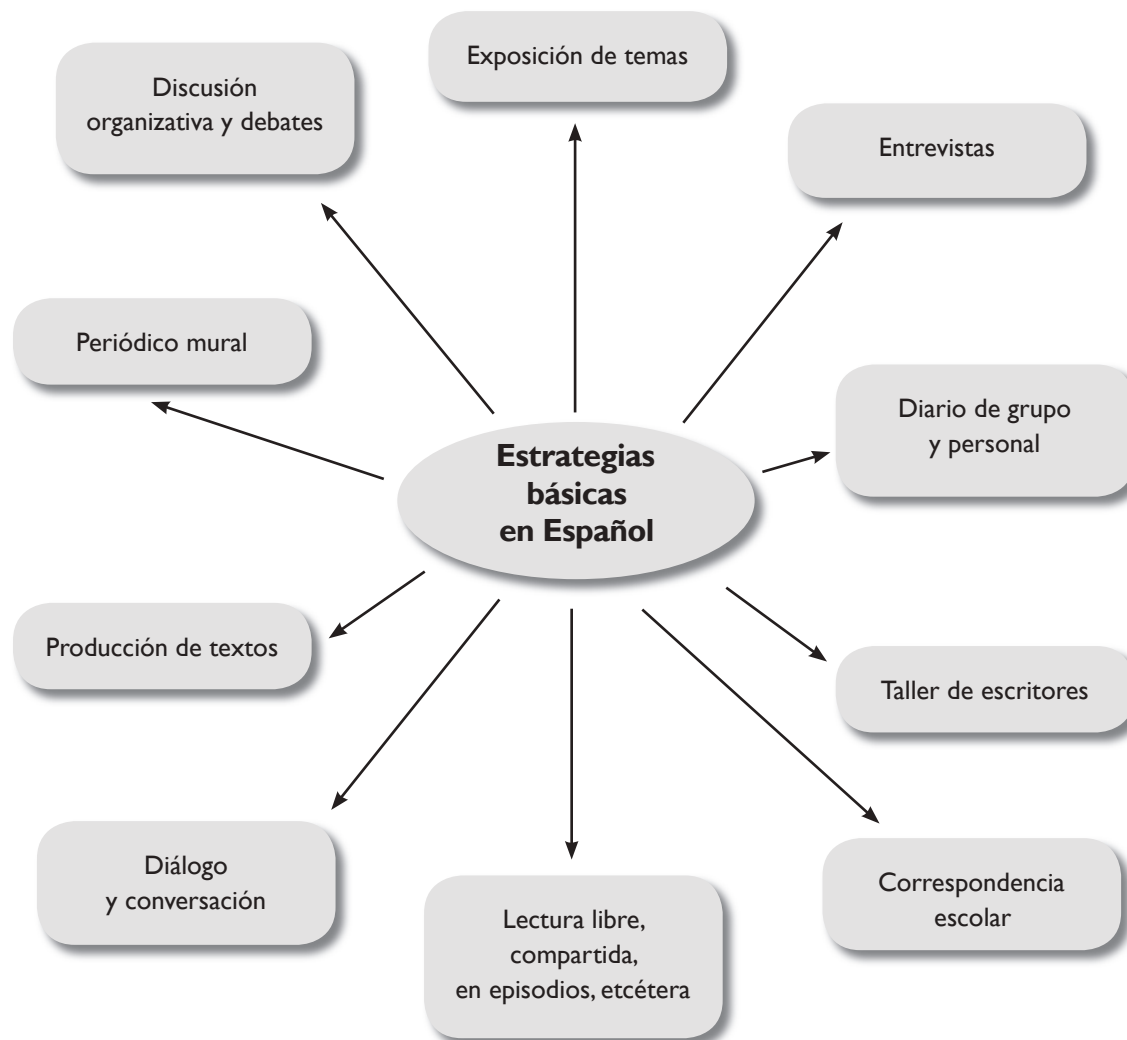 Exposición de temas
Discusión
organizativa y debates
Entrevistas
Periódico mural
Diario de grupo
y personal
Estrategias
básicas
en Español
Producción de textos
Taller de escritores
Diálogo
y conversación
Correspondencia
escolar
Lectura libre,
compartida,
en episodios, etcétera